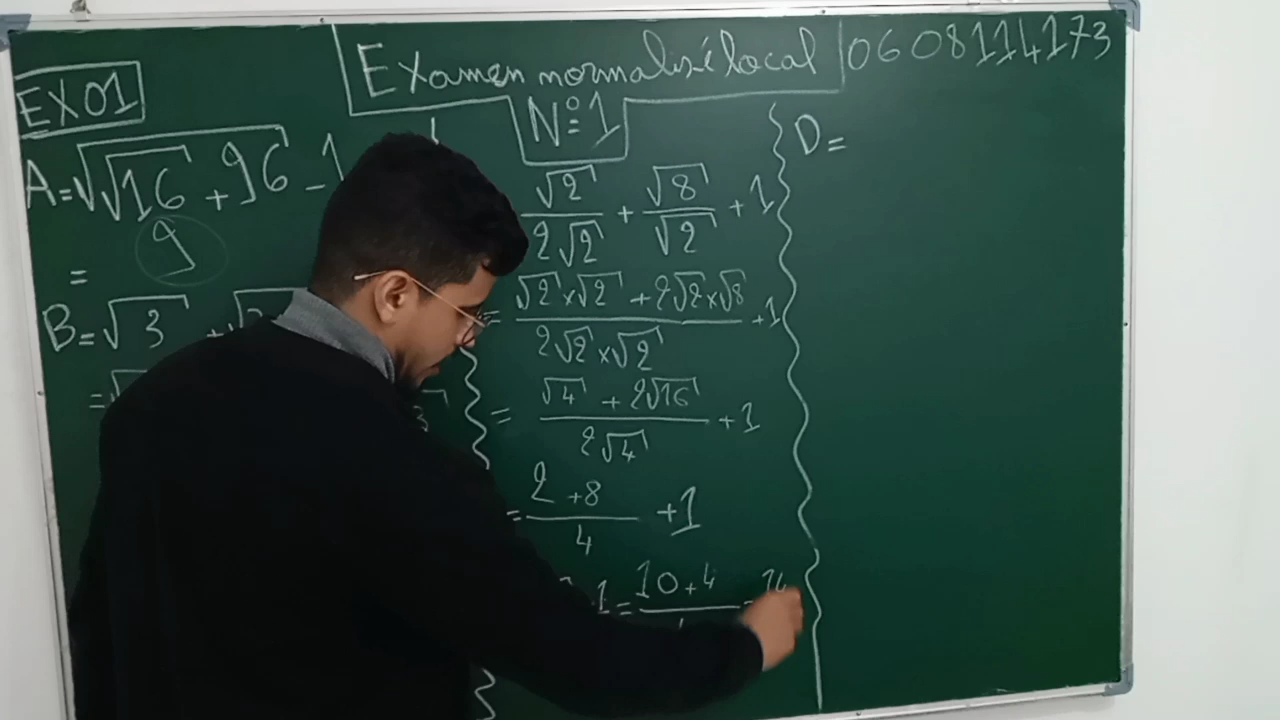 Examen normalisé local
N° 1
0608114173
EX01
A = √(√16 + 96) - 1
= 9
B = √3 + √
= √
√2/(2√2) + √8/√2 + 1
= (√2 × √2 + 2√2 × √8)/(2√2 × √2) + 1
= (√4 + 2√16)/(2√4) + 1
= (2 + 8)/4 + 1
1 = 10 + 4
D =